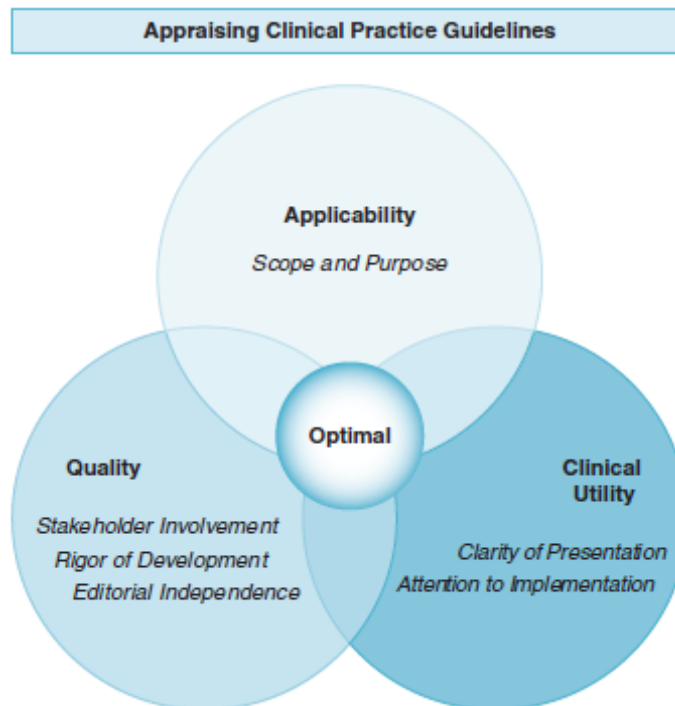 Appraising Clinical Practice Guidelines
Applicability
Scope and Purpose
Optimal
Quality
Stakeholder Involvement
Rigor of Development
Editorial Independence
Clinical
Utility
Clarity of Presentation
Attention to Implementation